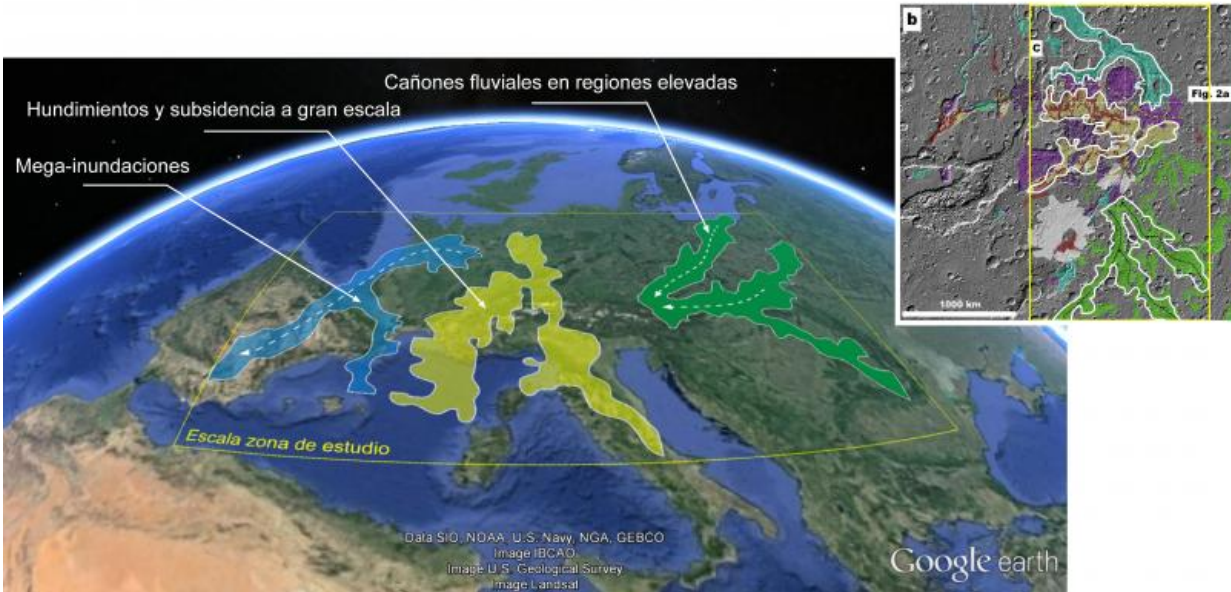 b
c
Fig. 2a
1000 km
Cañones fluviales en regiones elevadas
Hundimientos y subsidencia a gran escala
Mega-inundaciones
Escala zona de estudio
Data SIO, NOAA, U.S. Navy, NGA, GEBCO
Image IBCAO
Image U.S. Geological Survey
Image Landsat
Google earth